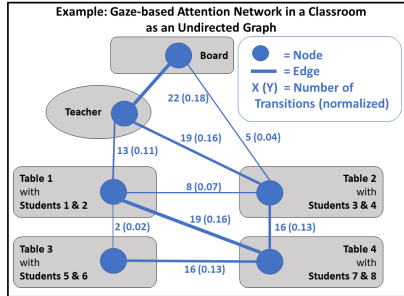 Example: Gaze-based Attention Network in a Classroom
as an Undirected Graph
Board
= Node
= Edge
X (Y) = Number of
Transitions (normalized)
Teacher
22 (0.18)
19 (0.16)
5 (0.04)
13 (0.11)
Table 1
with
Students 1 & 2
8 (0.07)
Table 2
with
Students 3 & 4
19 (0.16)
2 (0.02)
16 (0.13)
Table 3
with
Students 5 & 6
16 (0.13)
Table 4
with
Students 7 & 8